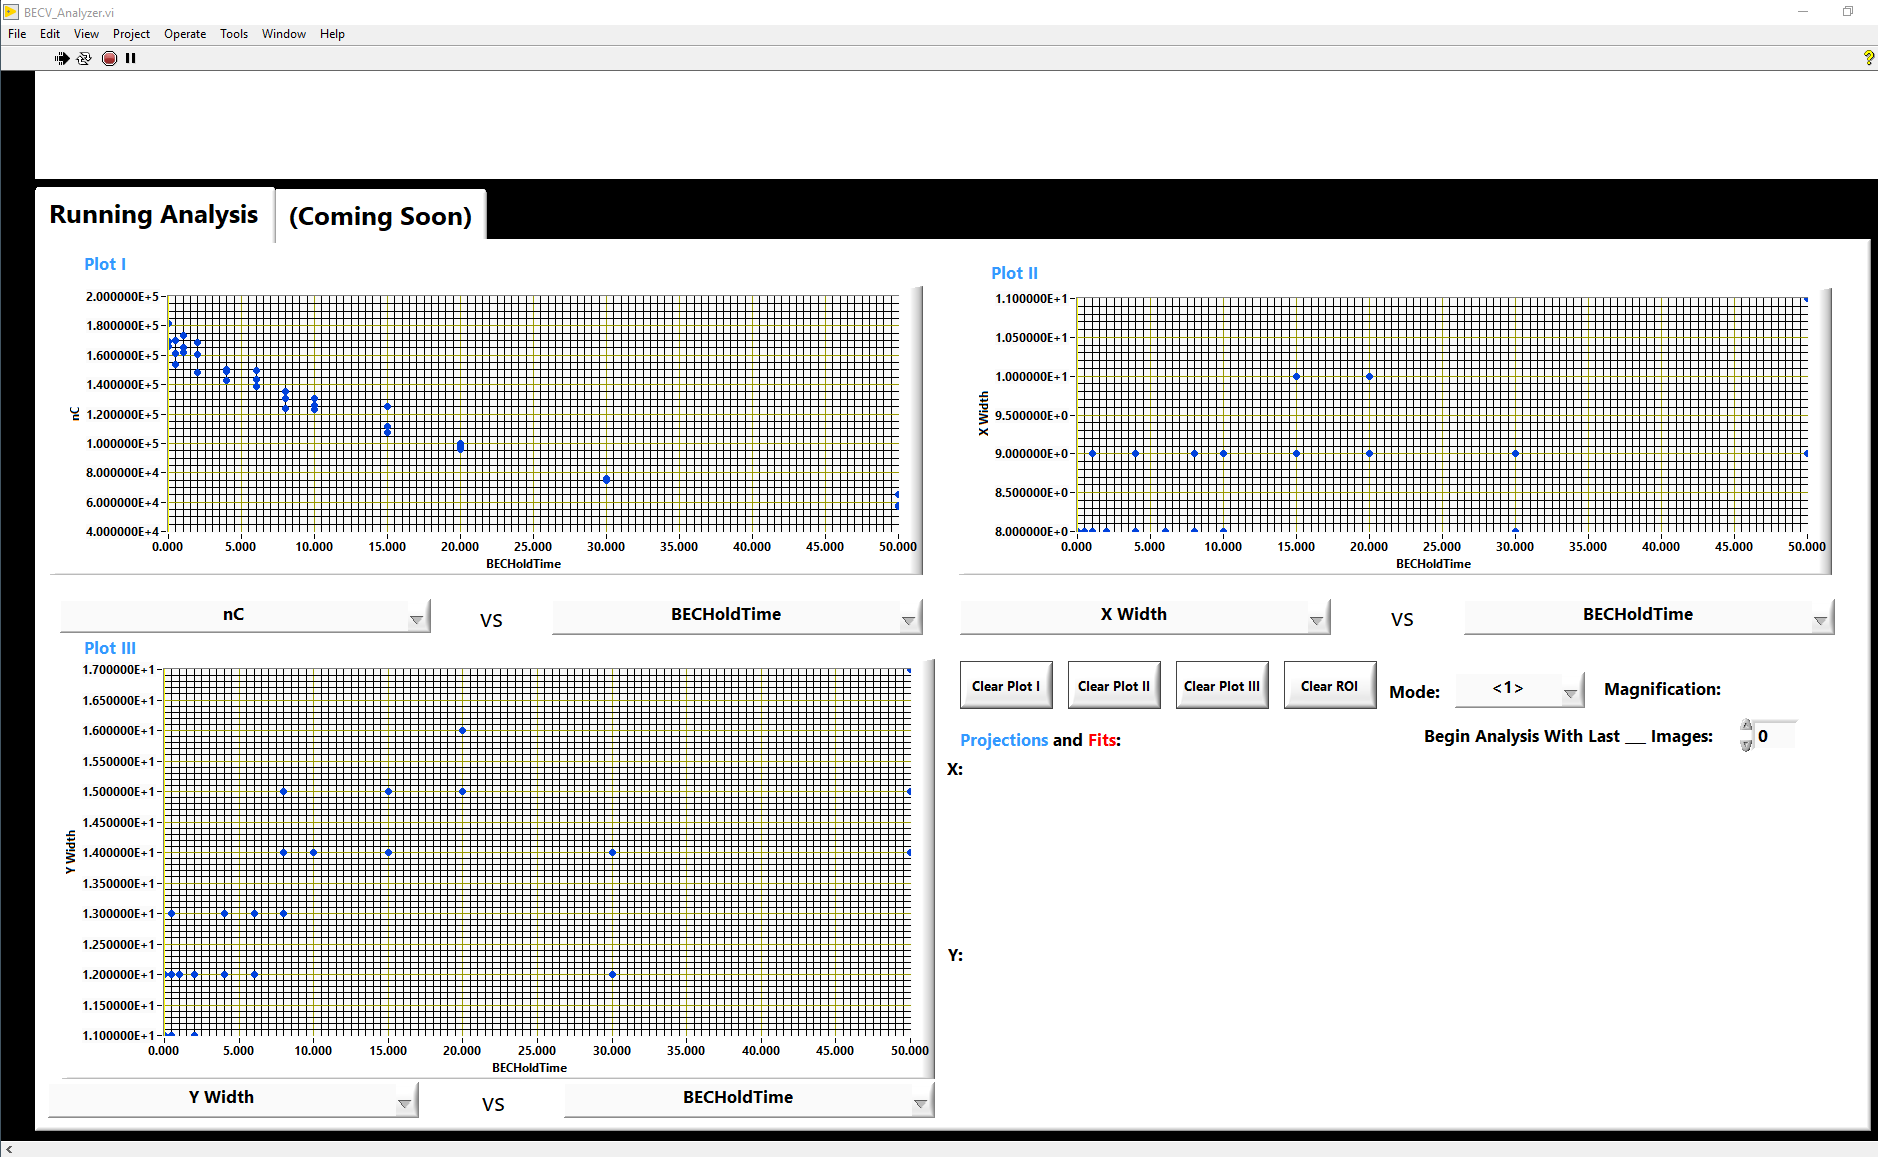 BECV_Analyzer.vi
File Edit View Project Operate Tools Window Help
?
Running Analysis (Coming Soon)
Plot I
2.000000E+5
1.800000E+5
1.600000E+5
1.400000E+5
1.200000E+5
1.000000E+5
8.000000E+4
6.000000E+4
4.000000E+4
nC
0.000 5.000 10.000 15.000 20.000 25.000 30.000 35.000 40.000 45.000 50.000
BECHoldTime
nC VS BECHoldTime
Plot II
1.100000E+1
1.050000E+1
1.000000E+1
9.500000E+0
9.000000E+0
8.500000E+0
8.000000E+0
X Width
0.000 5.000 10.000 15.000 20.000 25.000 30.000 35.000 40.000 45.000 50.000
BECHoldTime
X Width VS BECHoldTime
Plot III
1.700000E+1
1.650000E+1
1.600000E+1
1.550000E+1
1.500000E+1
1.450000E+1
1.400000E+1
1.350000E+1
1.300000E+1
1.250000E+1
1.200000E+1
1.150000E+1
1.100000E+1
Y Width
0.000 5.000 10.000 15.000 20.000 25.000 30.000 35.000 40.000 45.000 50.000
BECHoldTime
Y Width VS BECHoldTime
Clear Plot I Clear Plot II Clear Plot III Clear ROI Mode: <1> Magnification:
Begin Analysis With Last __ Images: 0
Projections and Fits:
X:
Y: